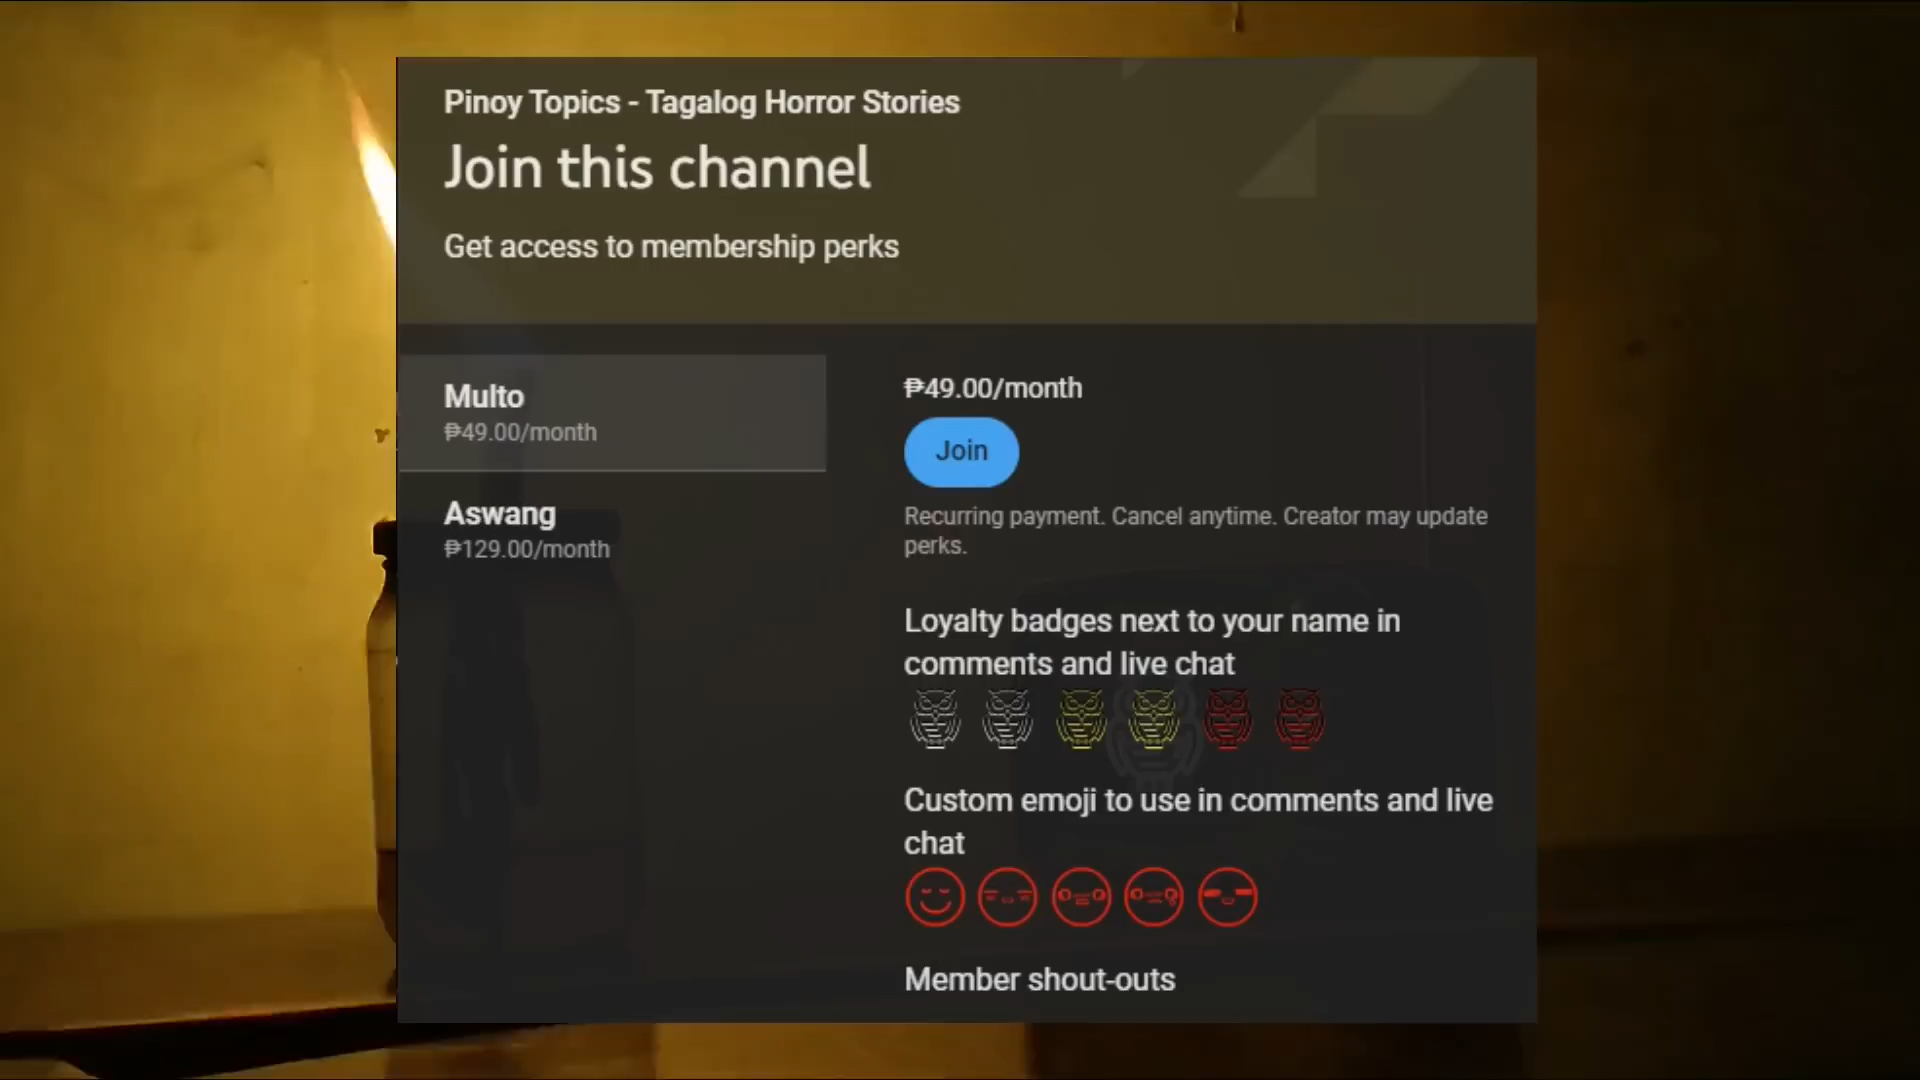 Pinoy Topics - Tagalog Horror Stories
Join this channel
Get access to membership perks
Multo
₱49.00/month
Aswang
₱129.00/month
₱49.00/month
Join
Recurring payment. Cancel anytime. Creator may update
perks.
Loyalty badges next to your name in
comments and live chat
Custom emoji to use in comments and live
chat
Member shout-outs